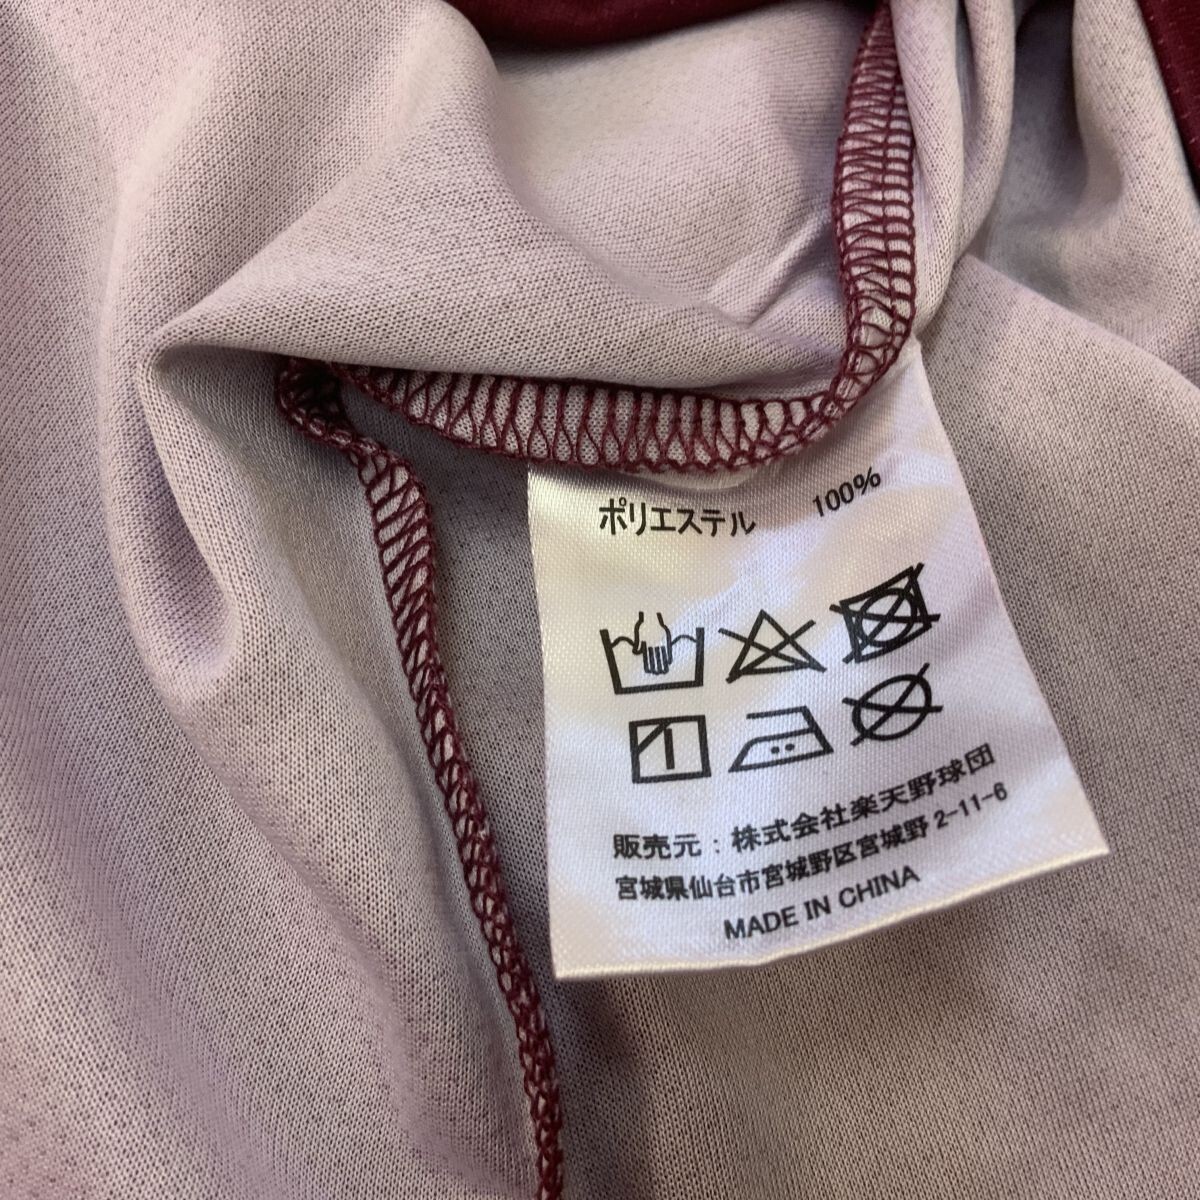 ポリエステル 100%
販売元：株式会社楽天野球団
宮城県仙台市宮城野区宮城野2-11-6
MADE IN CHINA